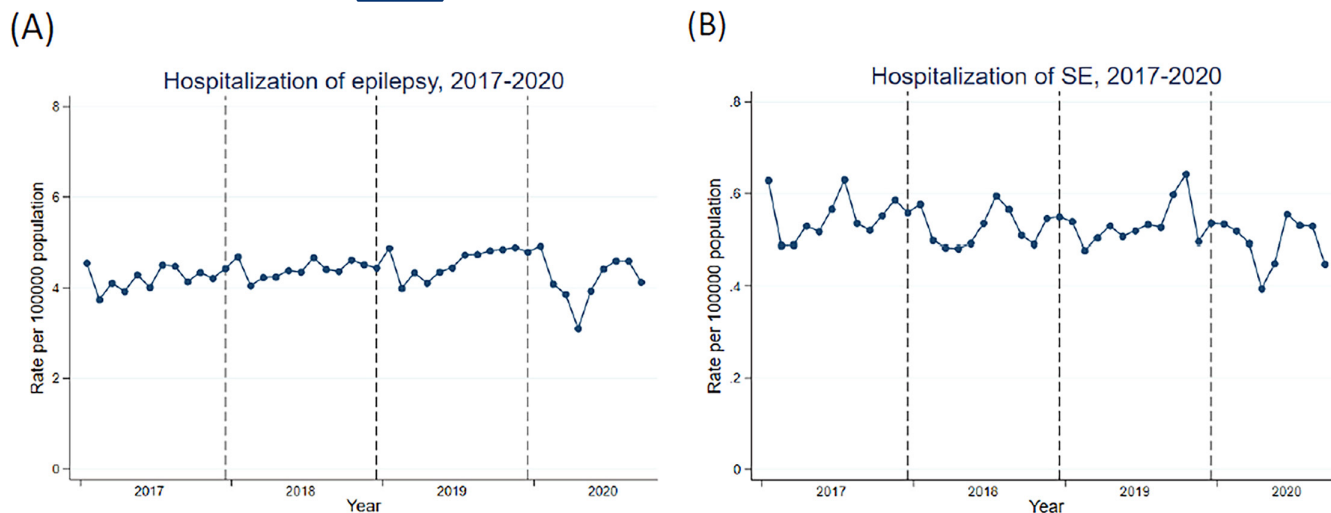 (A)
Hospitalization of epilepsy, 2017-2020
Rate per 100000 population
8
6
4
2
0
2017 2018 2019 2020
Year
(B)
Hospitalization of SE, 2017-2020
Rate per 100000 population
.8
.6
.4
.2
0
2017 2018 2019 2020
Year